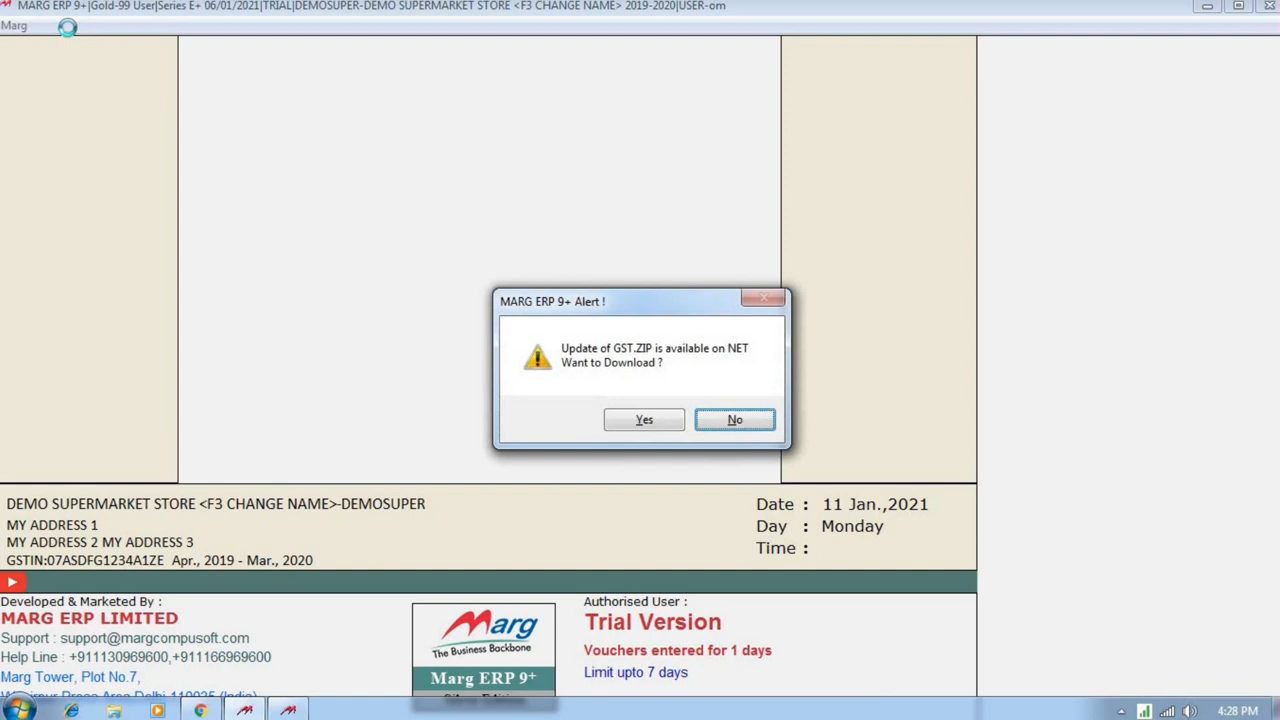 MARG ERP 9+|Gold-99 User|Series E+ 06/01/2021|TRIAL|DEMOSUPER-DEMO SUPERMARKET STORE <F3 CHANGE NAME> 2019-2020|USER-om
Marg
MARG ERP 9+ Alert !
Update of GST.ZIP is available on NET
Want to Download ?
Yes
No
DEMO SUPERMARKET STORE <F3 CHANGE NAME>-DEMOSUPER
MY ADDRESS 1
MY ADDRESS 2 MY ADDRESS 3
GSTIN:07ASDFG1234A1ZE Apr., 2019 - Mar., 2020
Date : 11 Jan.,2021
Day : Monday
Time :
Developed & Marketed By :
MARG ERP LIMITED
Support : support@margcompusoft.com
Help Line : +911130969600,+911166969600
Marg Tower, Plot No.7,
Marg
The Business Backbone
Marg ERP 9+
Authorised User :
Trial Version
Vouchers entered for 1 days
Limit upto 7 days
4:28 PM